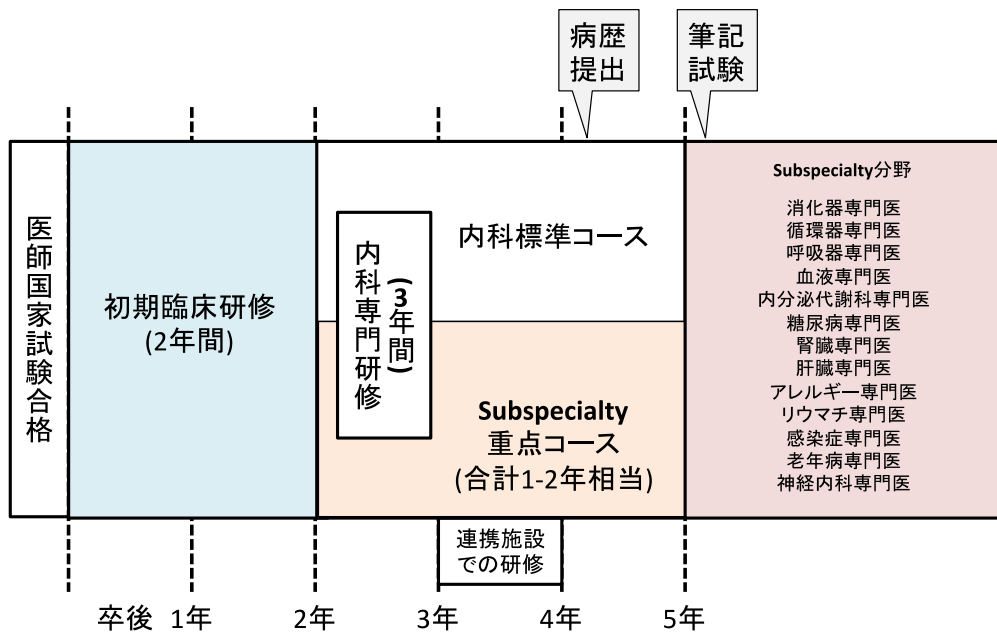 病歴
提出
筆記
試験
医師国家試験合格
初期臨床研修
(2年間)
内科専門研修
(3年間)
内科標準コース
Subspecialty
重点コース
(合計1-2年相当)
Subspecialty分野
消化器専門医
循環器専門医
呼吸器専門医
血液専門医
内分泌代謝科専門医
糖尿病専門医
腎臓専門医
肝臓専門医
アレルギー専門医
リウマチ専門医
感染症専門医
老年病専門医
神経内科専門医
連携施設
での研修
卒後 1年 2年 3年 4年 5年